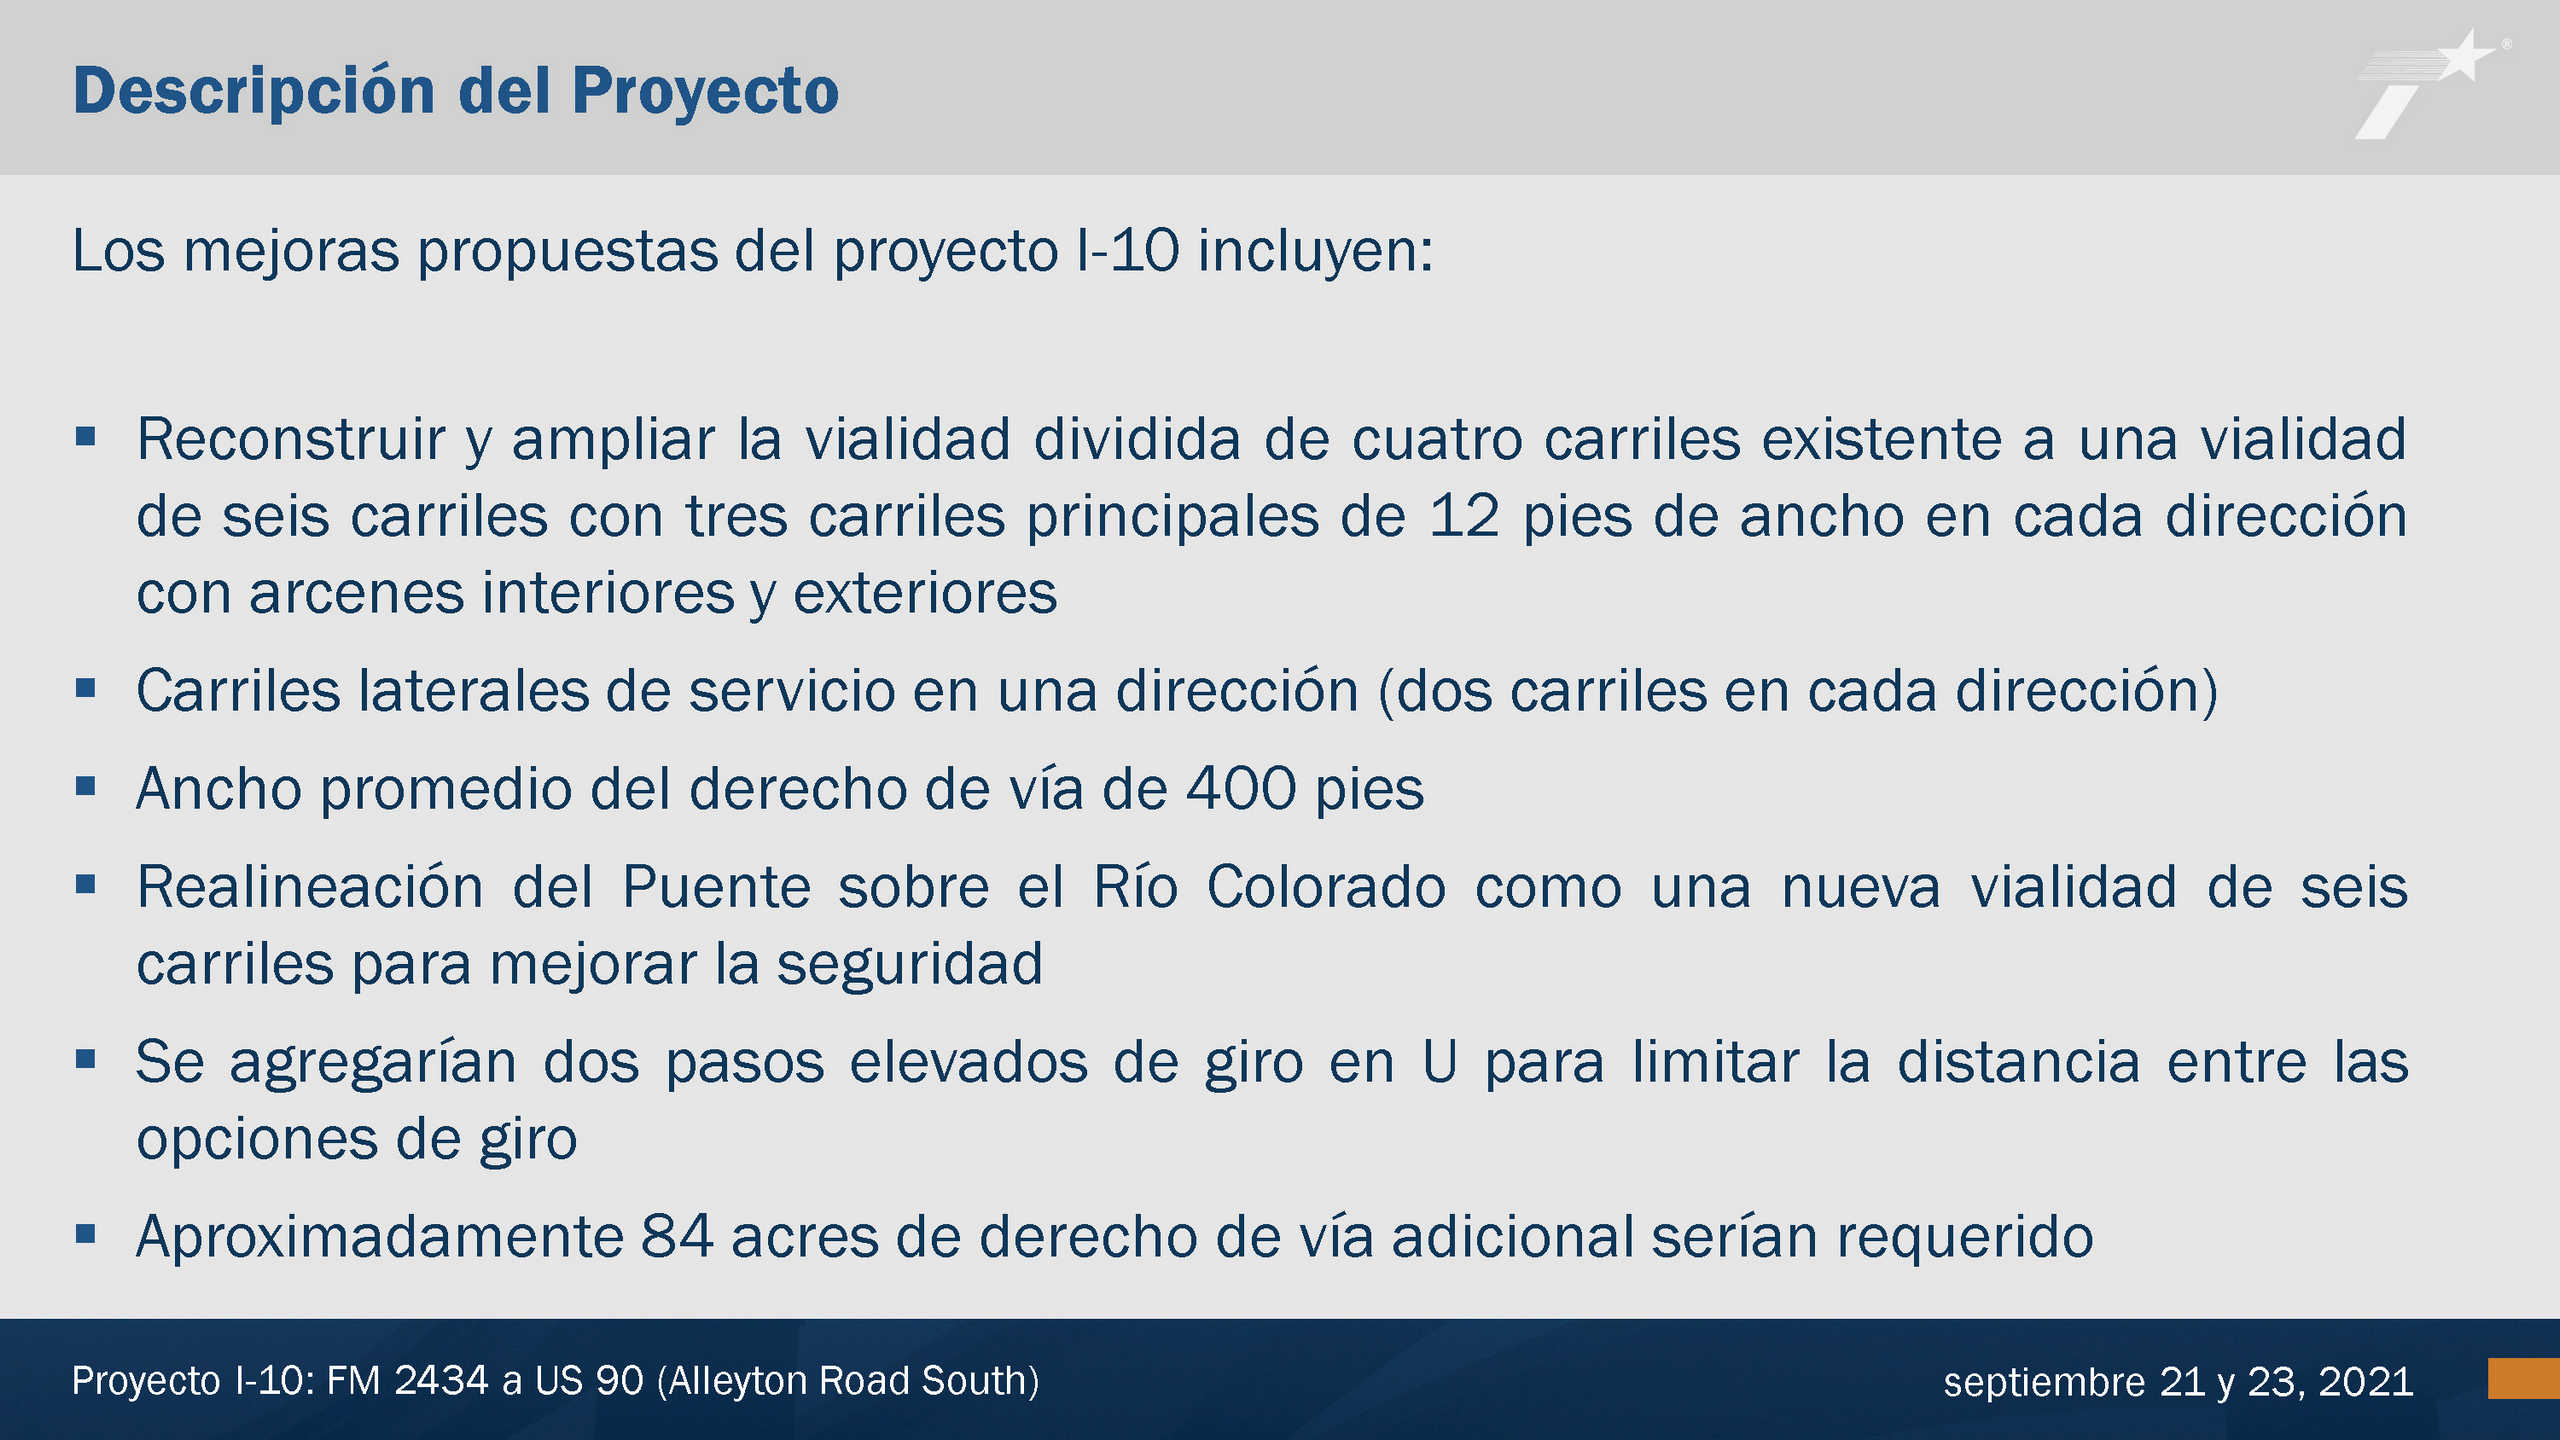 Descripción del Proyecto
®
Los mejoras propuestas del proyecto I-10 incluyen:
▪ Reconstruir y ampliar la vialidad dividida de cuatro carriles existente a una vialidad
de seis carriles con tres carriles principales de 12 pies de ancho en cada dirección
con arcenes interiores y exteriores
▪ Carriles laterales de servicio en una dirección (dos carriles en cada dirección)
▪ Ancho promedio del derecho de vía de 400 pies
▪ Realineación del Puente sobre el Río Colorado como una nueva vialidad de seis
carriles para mejorar la seguridad
▪ Se agregarían dos pasos elevados de giro en U para limitar la distancia entre las
opciones de giro
▪ Aproximadamente 84 acres de derecho de vía adicional serían requerido
Proyecto I-10: FM 2434 a US 90 (Alleyton Road South)
septiembre 21 y 23, 2021